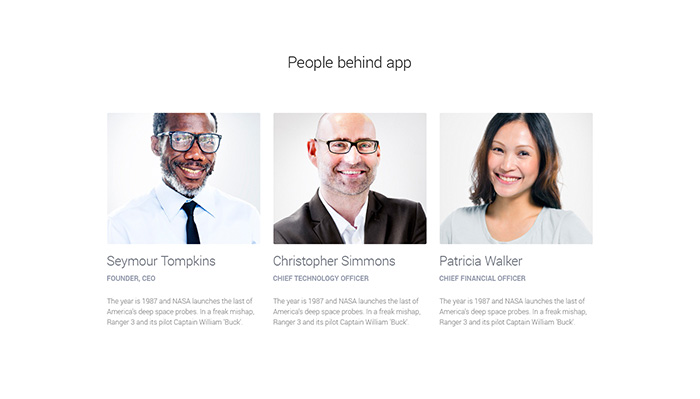 People behind app
Seymour Tompkins
FOUNDER, CEO
The year is 1987 and NASA launches the last of
America's deep space probes. In a freak mishap,
Ranger 3 and its pilot Captain William 'Buck'.
Christopher Simmons
CHIEF TECHNOLOGY OFFICER
The year is 1987 and NASA launches the last of
America's deep space probes. In a freak mishap,
Ranger 3 and its pilot Captain William 'Buck'.
Patricia Walker
CHIEF FINANCIAL OFFICER
The year is 1987 and NASA launches the last of
America's deep space probes. In a freak mishap,
Ranger 3 and its pilot Captain William 'Buck'.